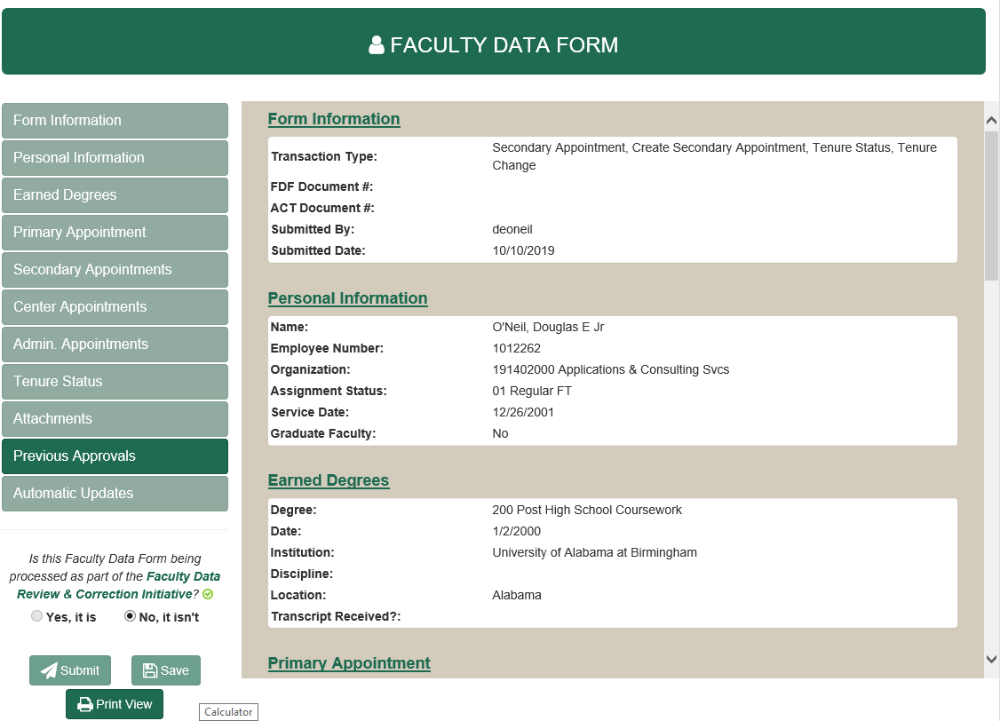 FACULTY DATA FORM
Form Information
Personal Information
Earned Degrees
Primary Appointment
Secondary Appointments
Center Appointments
Admin. Appointments
Tenure Status
Attachments
Previous Approvals
Automatic Updates
Is this Faculty Data Form being
processed as part of the Faculty Data
Review & Correction Initiative?
Yes, it is No, it isn't
Submit Save
Print View
Calculator
Form Information
Transaction Type: Secondary Appointment, Create Secondary Appointment, Tenure Status, Tenure
Change
FDF Document #:
ACT Document #:
Submitted By: deoneil
Submitted Date: 10/10/2019
Personal Information
Name: O'Neil, Douglas E Jr
Employee Number: 1012262
Organization: 191402000 Applications & Consulting Svcs
Assignment Status: 01 Regular FT
Service Date: 12/26/2001
Graduate Faculty: No
Earned Degrees
Degree: 200 Post High School Coursework
Date: 1/2/2000
Institution: University of Alabama at Birmingham
Discipline:
Location: Alabama
Transcript Received?:
Primary Appointment